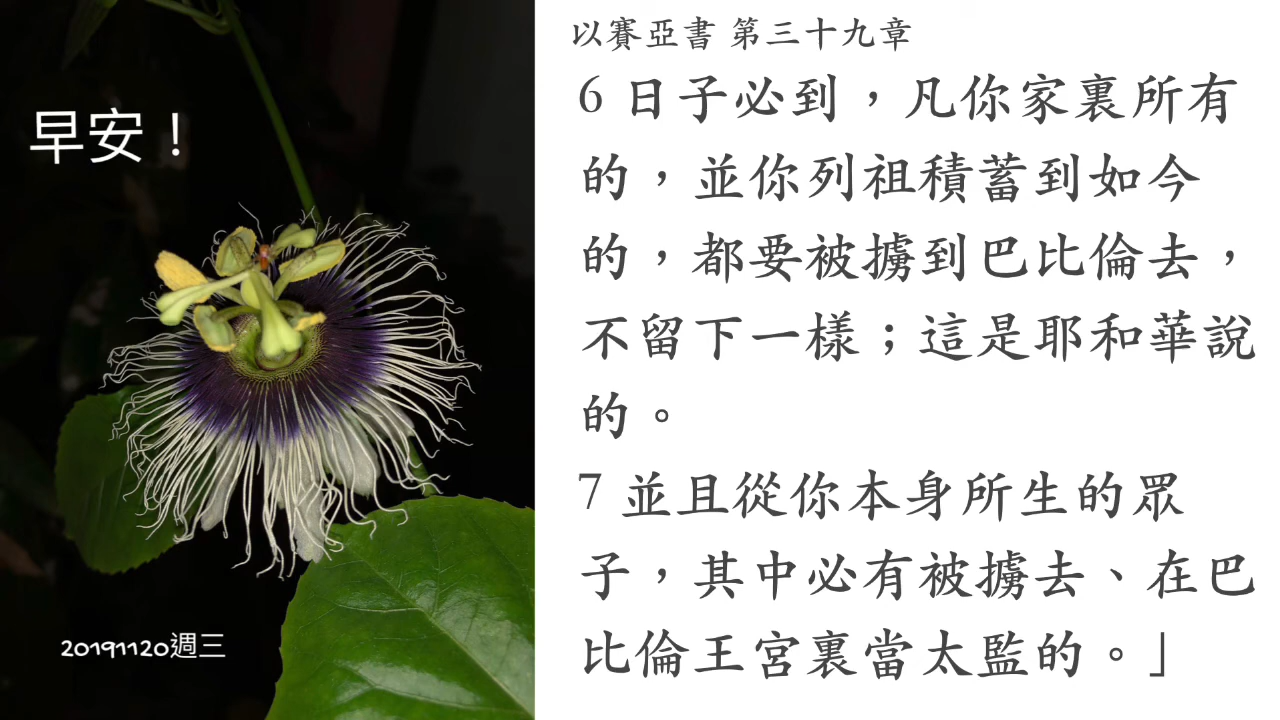 早安！
20191120週三
以賽亞書 第三十九章
6 日子必到，凡你家裏所有
的，並你列祖積蓄到如今
的，都要被擄到巴比倫去，
不留下一樣；這是耶和華說
的。
7 並且從你本身所生的眾
子，其中必有被擄去、在巴
比倫王宮裏當太監的。」